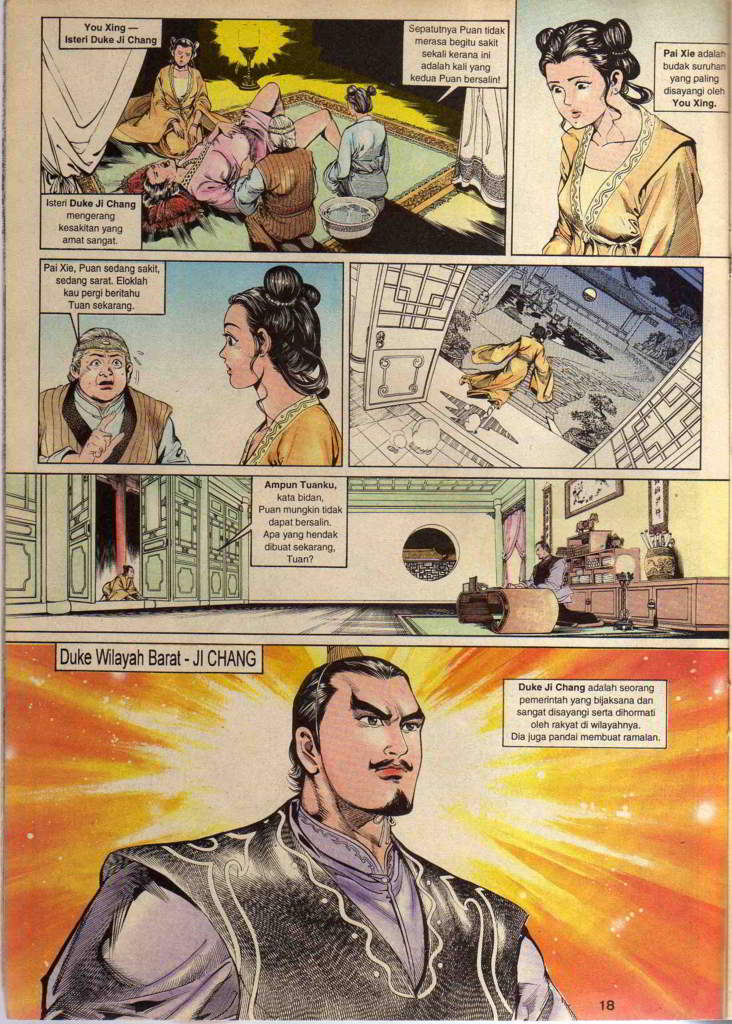 You Xing —
Isteri Duke Ji Chang
Sepatutnya Puan tidak
merasa begitu sakit
sekali kerana ini
adalah kali yang
kedua Puan bersalin!
Isteri Duke Ji Chang
mengerang
kesakitan yang
amat sangat.
Pai Xie adalah
budak suruhan
yang paling
disayangi oleh
You Xing.
Pai Xie, Puan sedang sakit,
sedang sarat. Eloklah
kau pergi beritahu
Tuan sekarang.
Ampun Tuanku,
kata bidan,
Puan mungkin tidak
dapat bersalin.
Apa yang hendak
dibuat sekarang,
Tuan?
Duke Wilayah Barat - JI CHANG
Duke Ji Chang adalah seorang
pemerintah yang bijaksana dan
sangat disayangi serta dihormati
oleh rakyat di wilayahnya.
Dia juga pandai membuat ramalan.
18